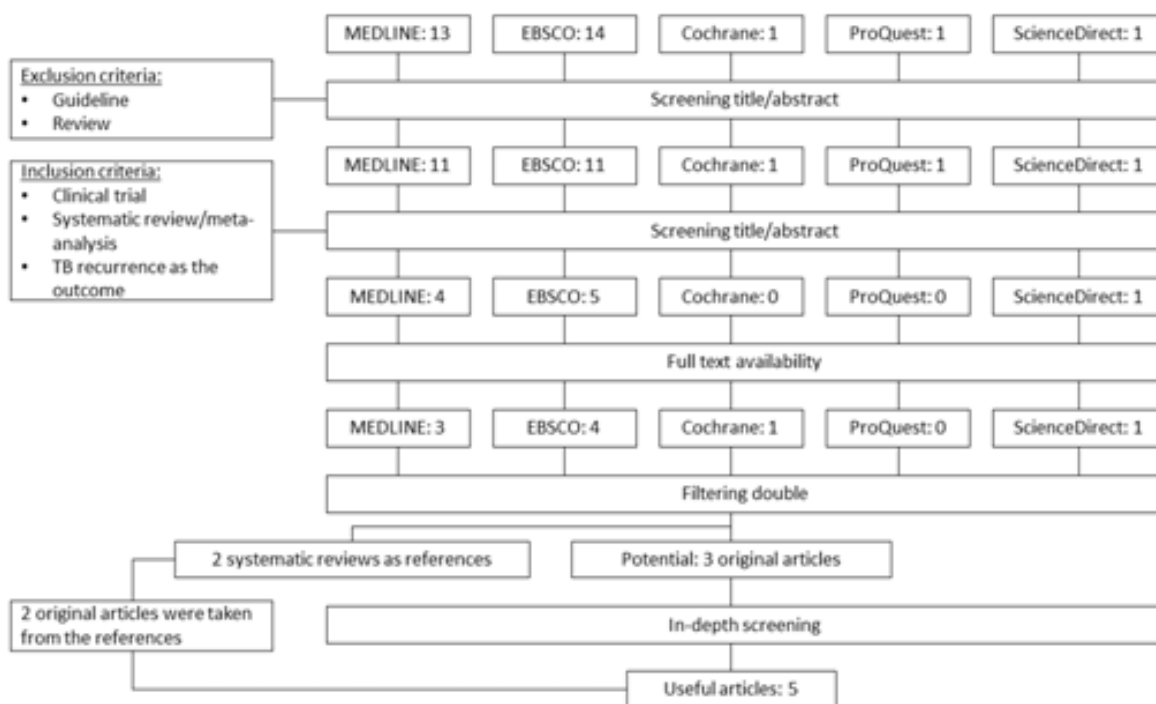 MEDLINE: 13
EBSCO: 14
Cochrane: 1
ProQuest: 1
ScienceDirect: 1
Exclusion criteria:
• Guideline
• Review
Screening title/abstract
MEDLINE: 11
EBSCO: 11
Cochrane: 1
ProQuest: 1
ScienceDirect: 1
Inclusion criteria:
• Clinical trial
• Systematic review/meta-
analysis
• TB recurrence as the
outcome
Screening title/abstract
MEDLINE: 4
EBSCO: 5
Cochrane: 0
ProQuest: 0
ScienceDirect: 1
Full text availability
MEDLINE: 3
EBSCO: 4
Cochrane: 1
ProQuest: 0
ScienceDirect: 1
Filtering double
2 systematic reviews as references
Potential: 3 original articles
2 original articles were taken
from the references
In-depth screening
Useful articles: 5